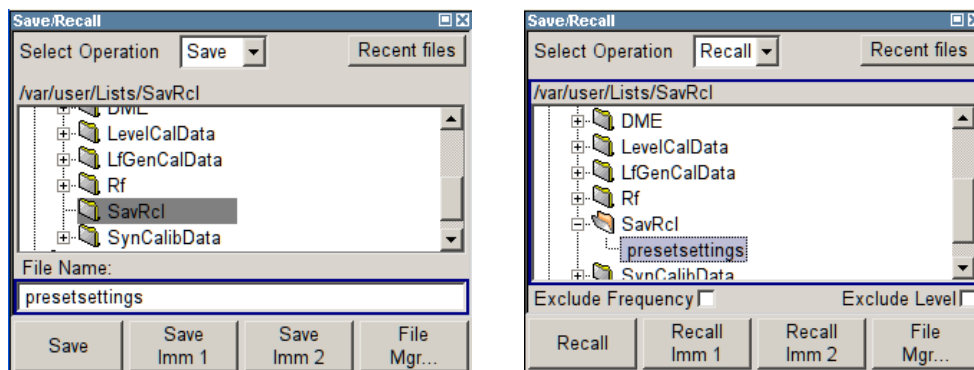 Save/Recall
Select Operation Save Recent files
/var/user/Lists/SavRcl
DME
LevelCalData
LfGenCalData
Rf
SavRcl
SynCalibData
File Name:
presetsettings
Save Save Imm 1 Save Imm 2 File Mgr...
Save/Recall
Select Operation Recall Recent files
/var/user/Lists/SavRcl
DME
LevelCalData
LfGenCalData
Rf
SavRcl
presetsettings
SynCalibData
Exclude Frequency Exclude Level
Recall Recall Imm 1 Recall Imm 2 File Mgr...